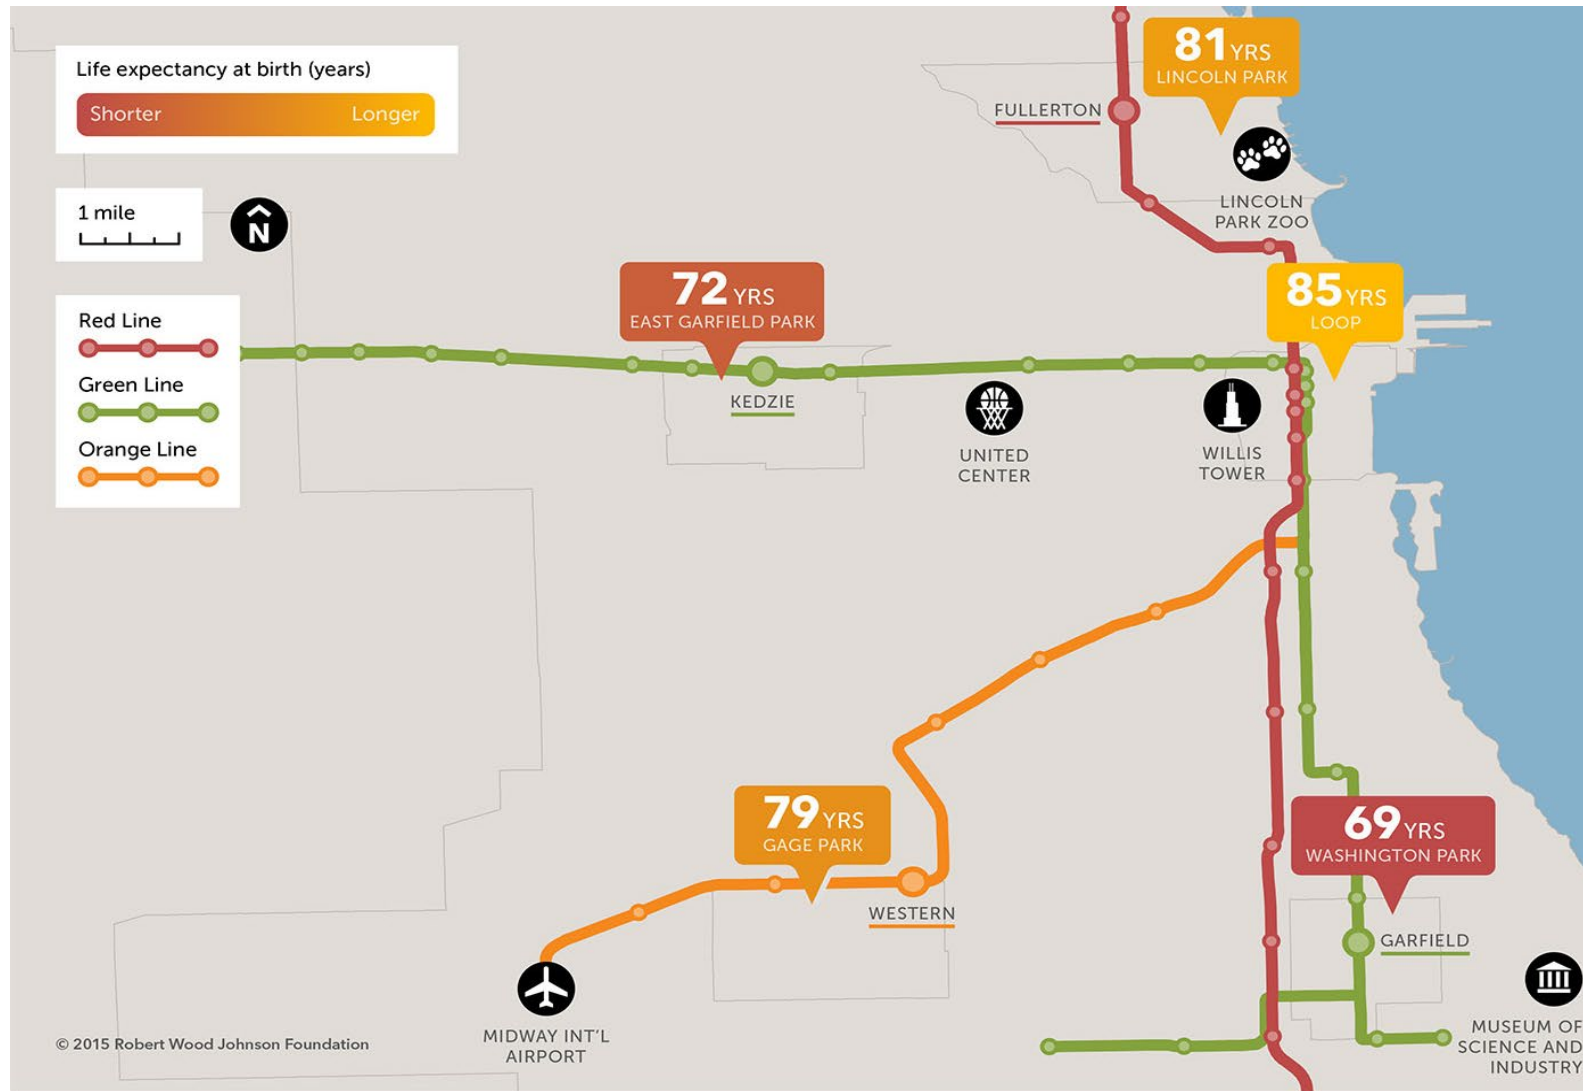 Life expectancy at birth (years)
Shorter Longer
1 mile
N
Red Line
Green Line
Orange Line
81 YRS
LINCOLN PARK
FULLERTON
LINCOLN
PARK ZOO
72 YRS
EAST GARFIELD PARK
85 YRS
LOOP
KEDZIE
UNITED
CENTER
WILLIS
TOWER
79 YRS
GAGE PARK
69 YRS
WASHINGTON PARK
WESTERN
GARFIELD
MIDWAY INT'L
AIRPORT
MUSEUM OF
SCIENCE AND
INDUSTRY
© 2015 Robert Wood Johnson Foundation